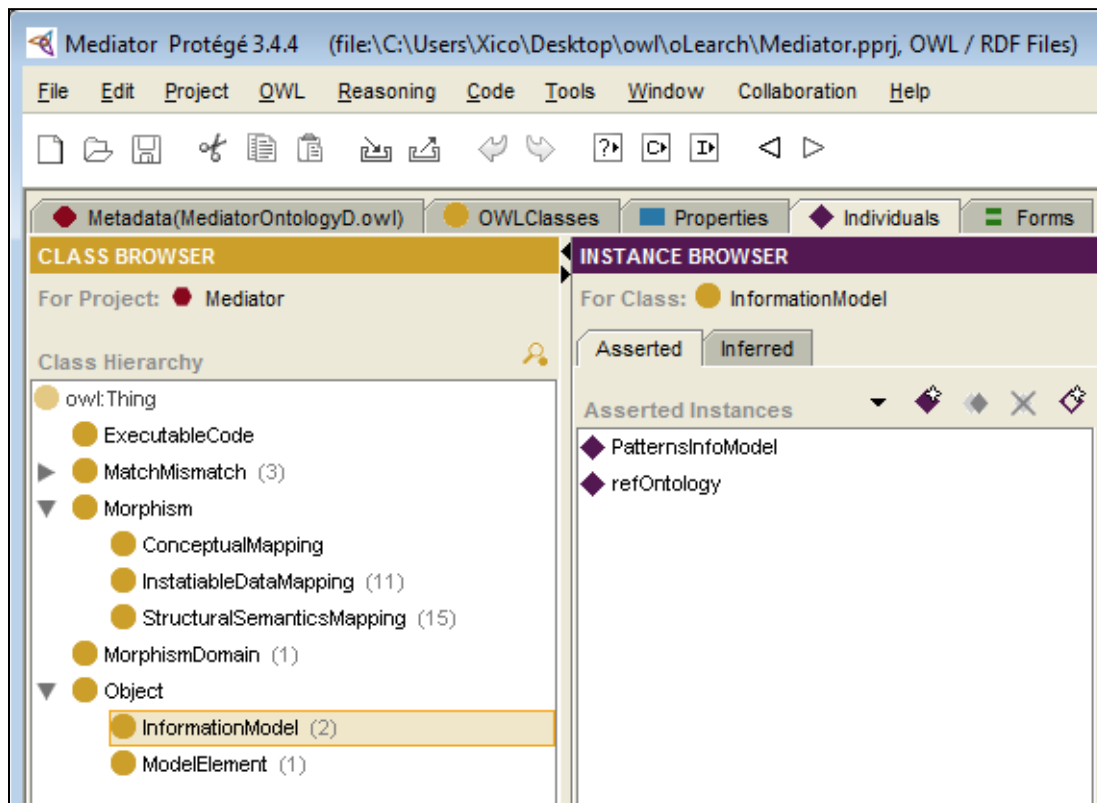 Mediator Protégé 3.4.4 (file:\C:\Users\Xico\Desktop\owl\oLearch\Mediator.pprj, OWL / RDF Files)
File Edit Project OWL Reasoning Code Tools Window Collaboration Help
Metadata(MediatorOntologyD.owl) OWLClasses Properties Individuals Forms
CLASS BROWSER
For Project: Mediator
Class Hierarchy
owl:Thing
ExecutableCode
MatchMismatch (3)
Morphism
ConceptualMapping
InstatiableDataMapping (11)
StructuralSemanticsMapping (15)
MorphismDomain (1)
Object
InformationModel (2)
ModelElement (1)
INSTANCE BROWSER
For Class: InformationModel
Asserted Inferred
Asserted Instances
PatternsInfoModel
refOntology